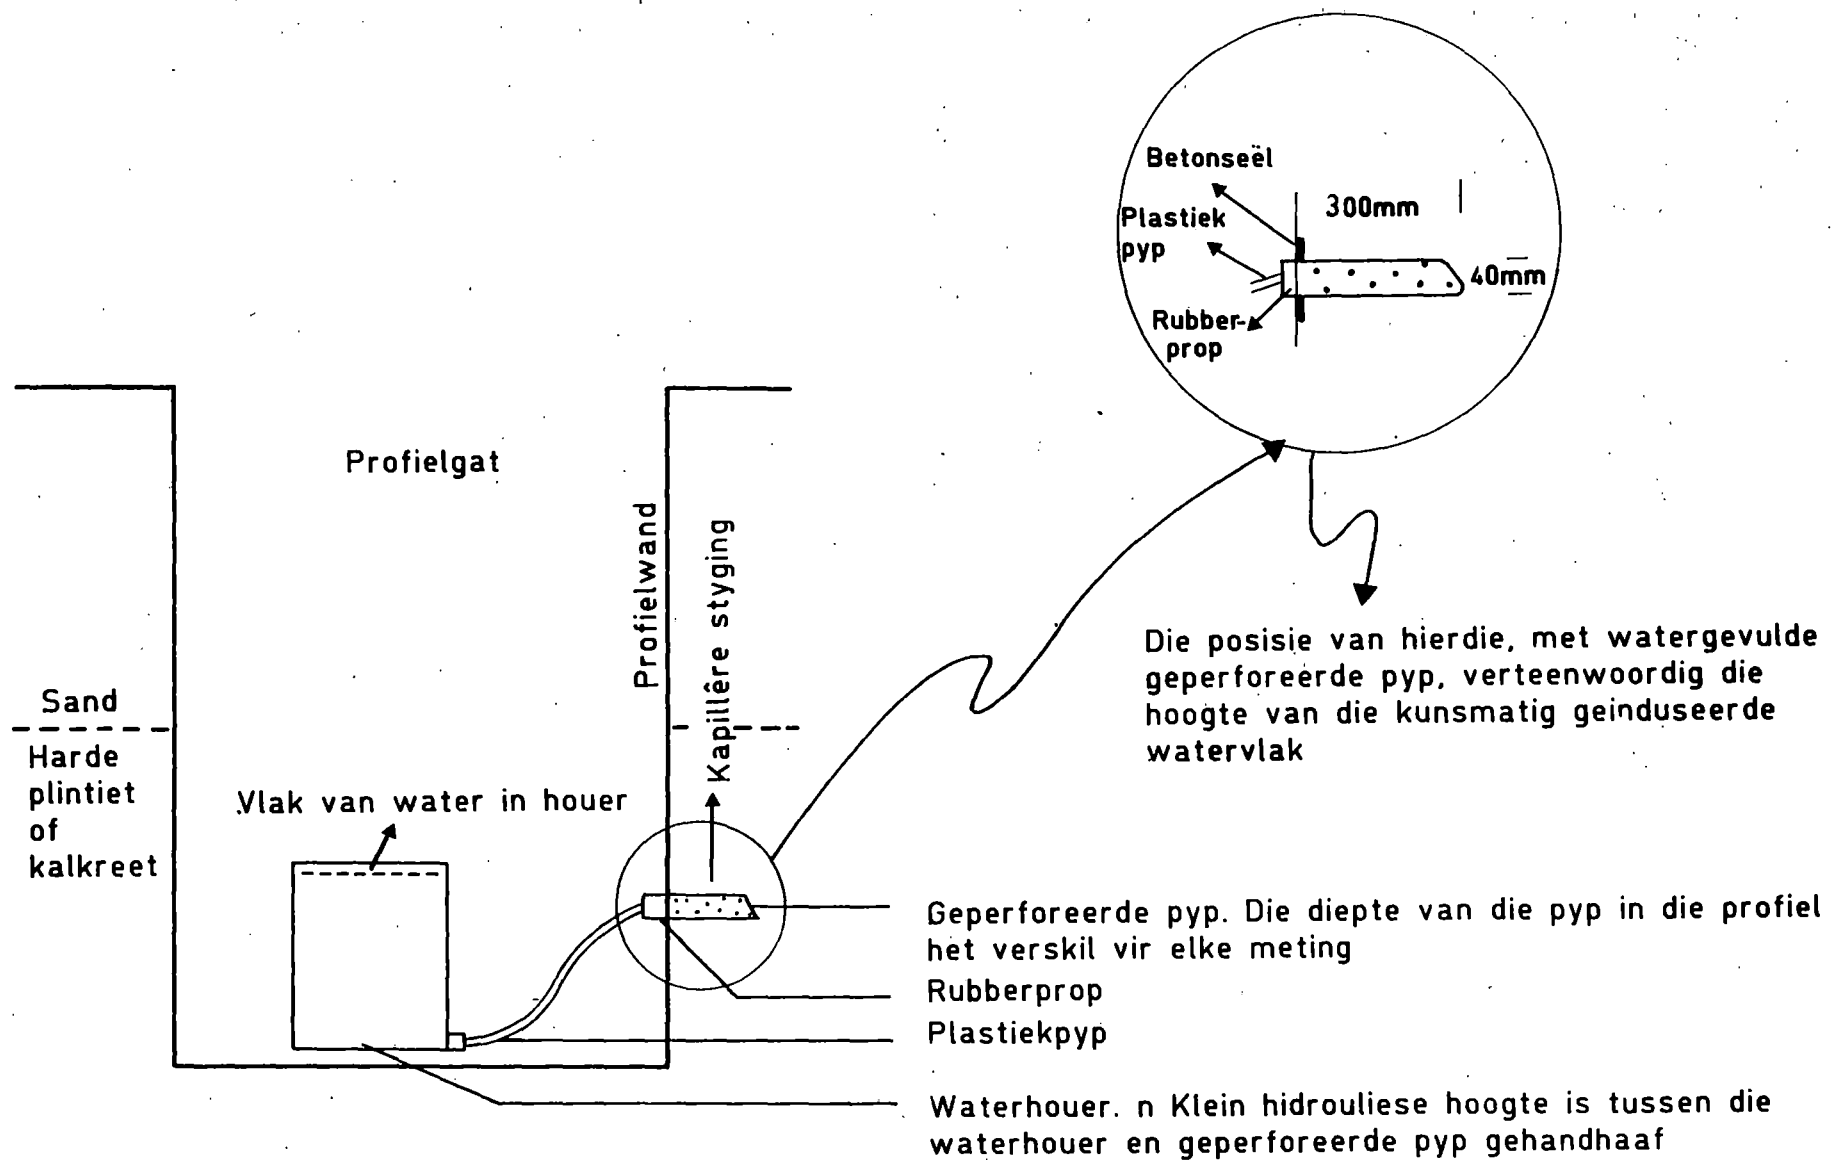 Betonseël
300mm
Plastiek
pyp
40mm
Rubber-
prop
Profielgat
Profielwand
Kapillêre styging
Die posisie van hierdie, met watergevulde
geperforeerde pyp, verteenwoordig die
hoogte van die kunsmatig geinduseerde
watervlak
Sand
Harde
plintiet
of
kalkreet
Vlak van water in houer
Geperforeerde pyp. Die diepte van die pyp in die profiel
het verskil vir elke meting
Rubberprop
Plastiekpyp
Waterhouer. n Klein hidrouliese hoogte is tussen die
waterhouer en geperforeerde pyp gehandhaaf